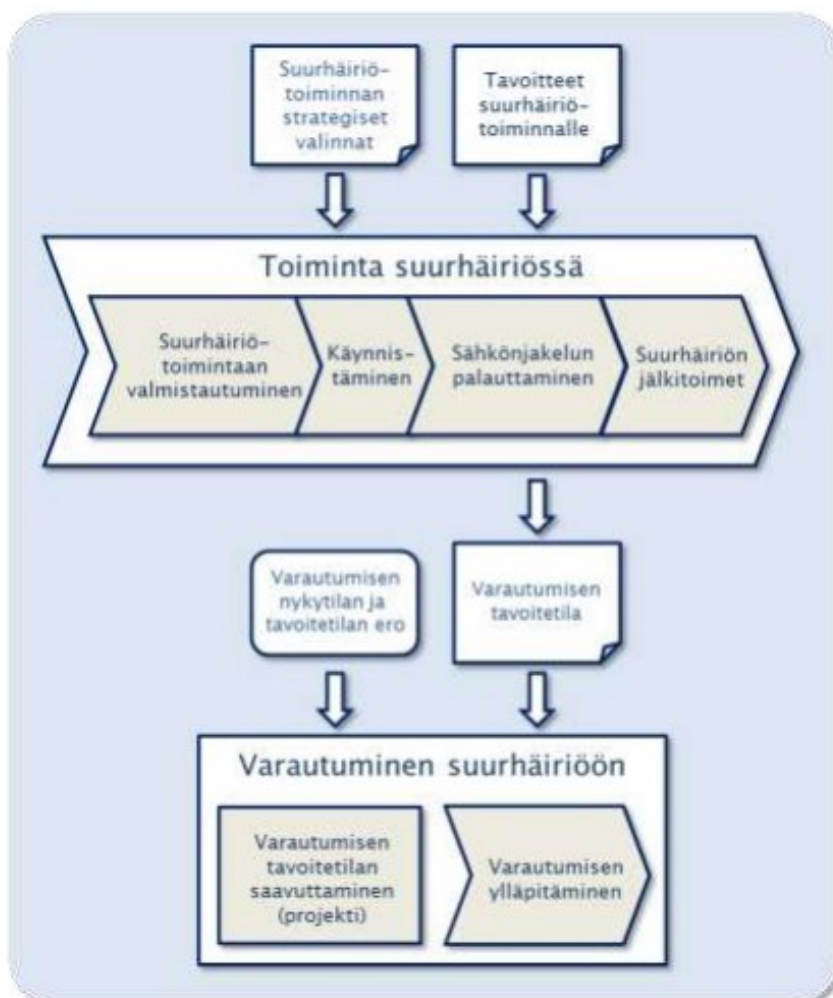 Suurhäiriö-
toiminnan
strategiset
valinnat
Tavoitteet
suurhäiriö-
toiminnalle
Toiminta suurhäiriössä
Suurhäiriö-
toimintaan
valmistautuminen
Käynnis-
täminen
Sähkönjakelun
palauttaminen
Suurhäiriön
jälkitoimet
Varautumisen
nykytilan ja
tavoitetilan ero
Varautumisen
tavoitetila
Varautuminen suurhäiriöön
Varautumisen
tavoitetilan
saavuttaminen
(projekti)
Varautumisen
ylläpitäminen